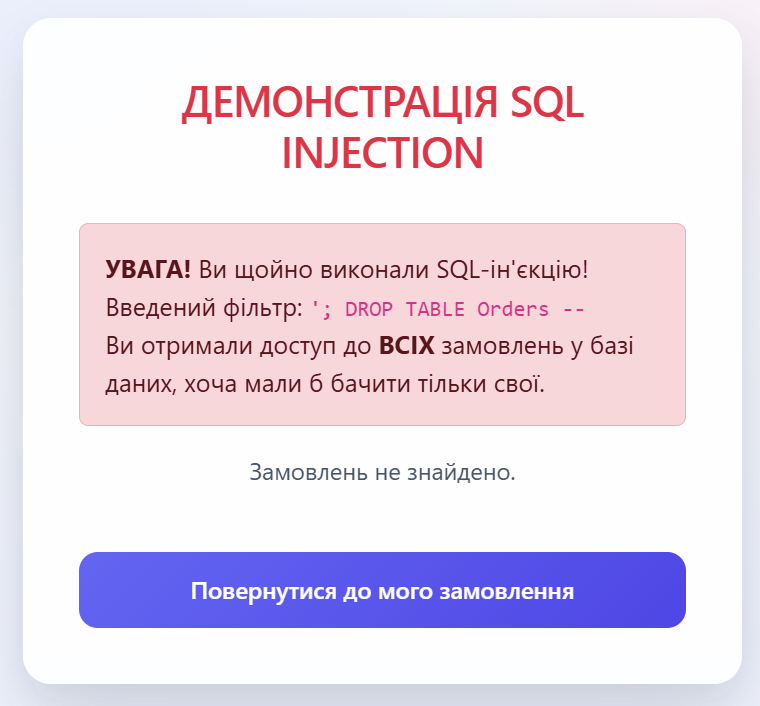 ДЕМОНСТРАЦІЯ SQL
INJECTION
УВАГА! Ви щойно виконали SQL-ін'єкцію!
Введений фільтр: '; DROP TABLE Orders --
Ви отримали доступ до ВСІХ замовлень у базі
даних, хоча мали б бачити тільки свої.
Замовлень не знайдено.
Повернутися до мого замовлення